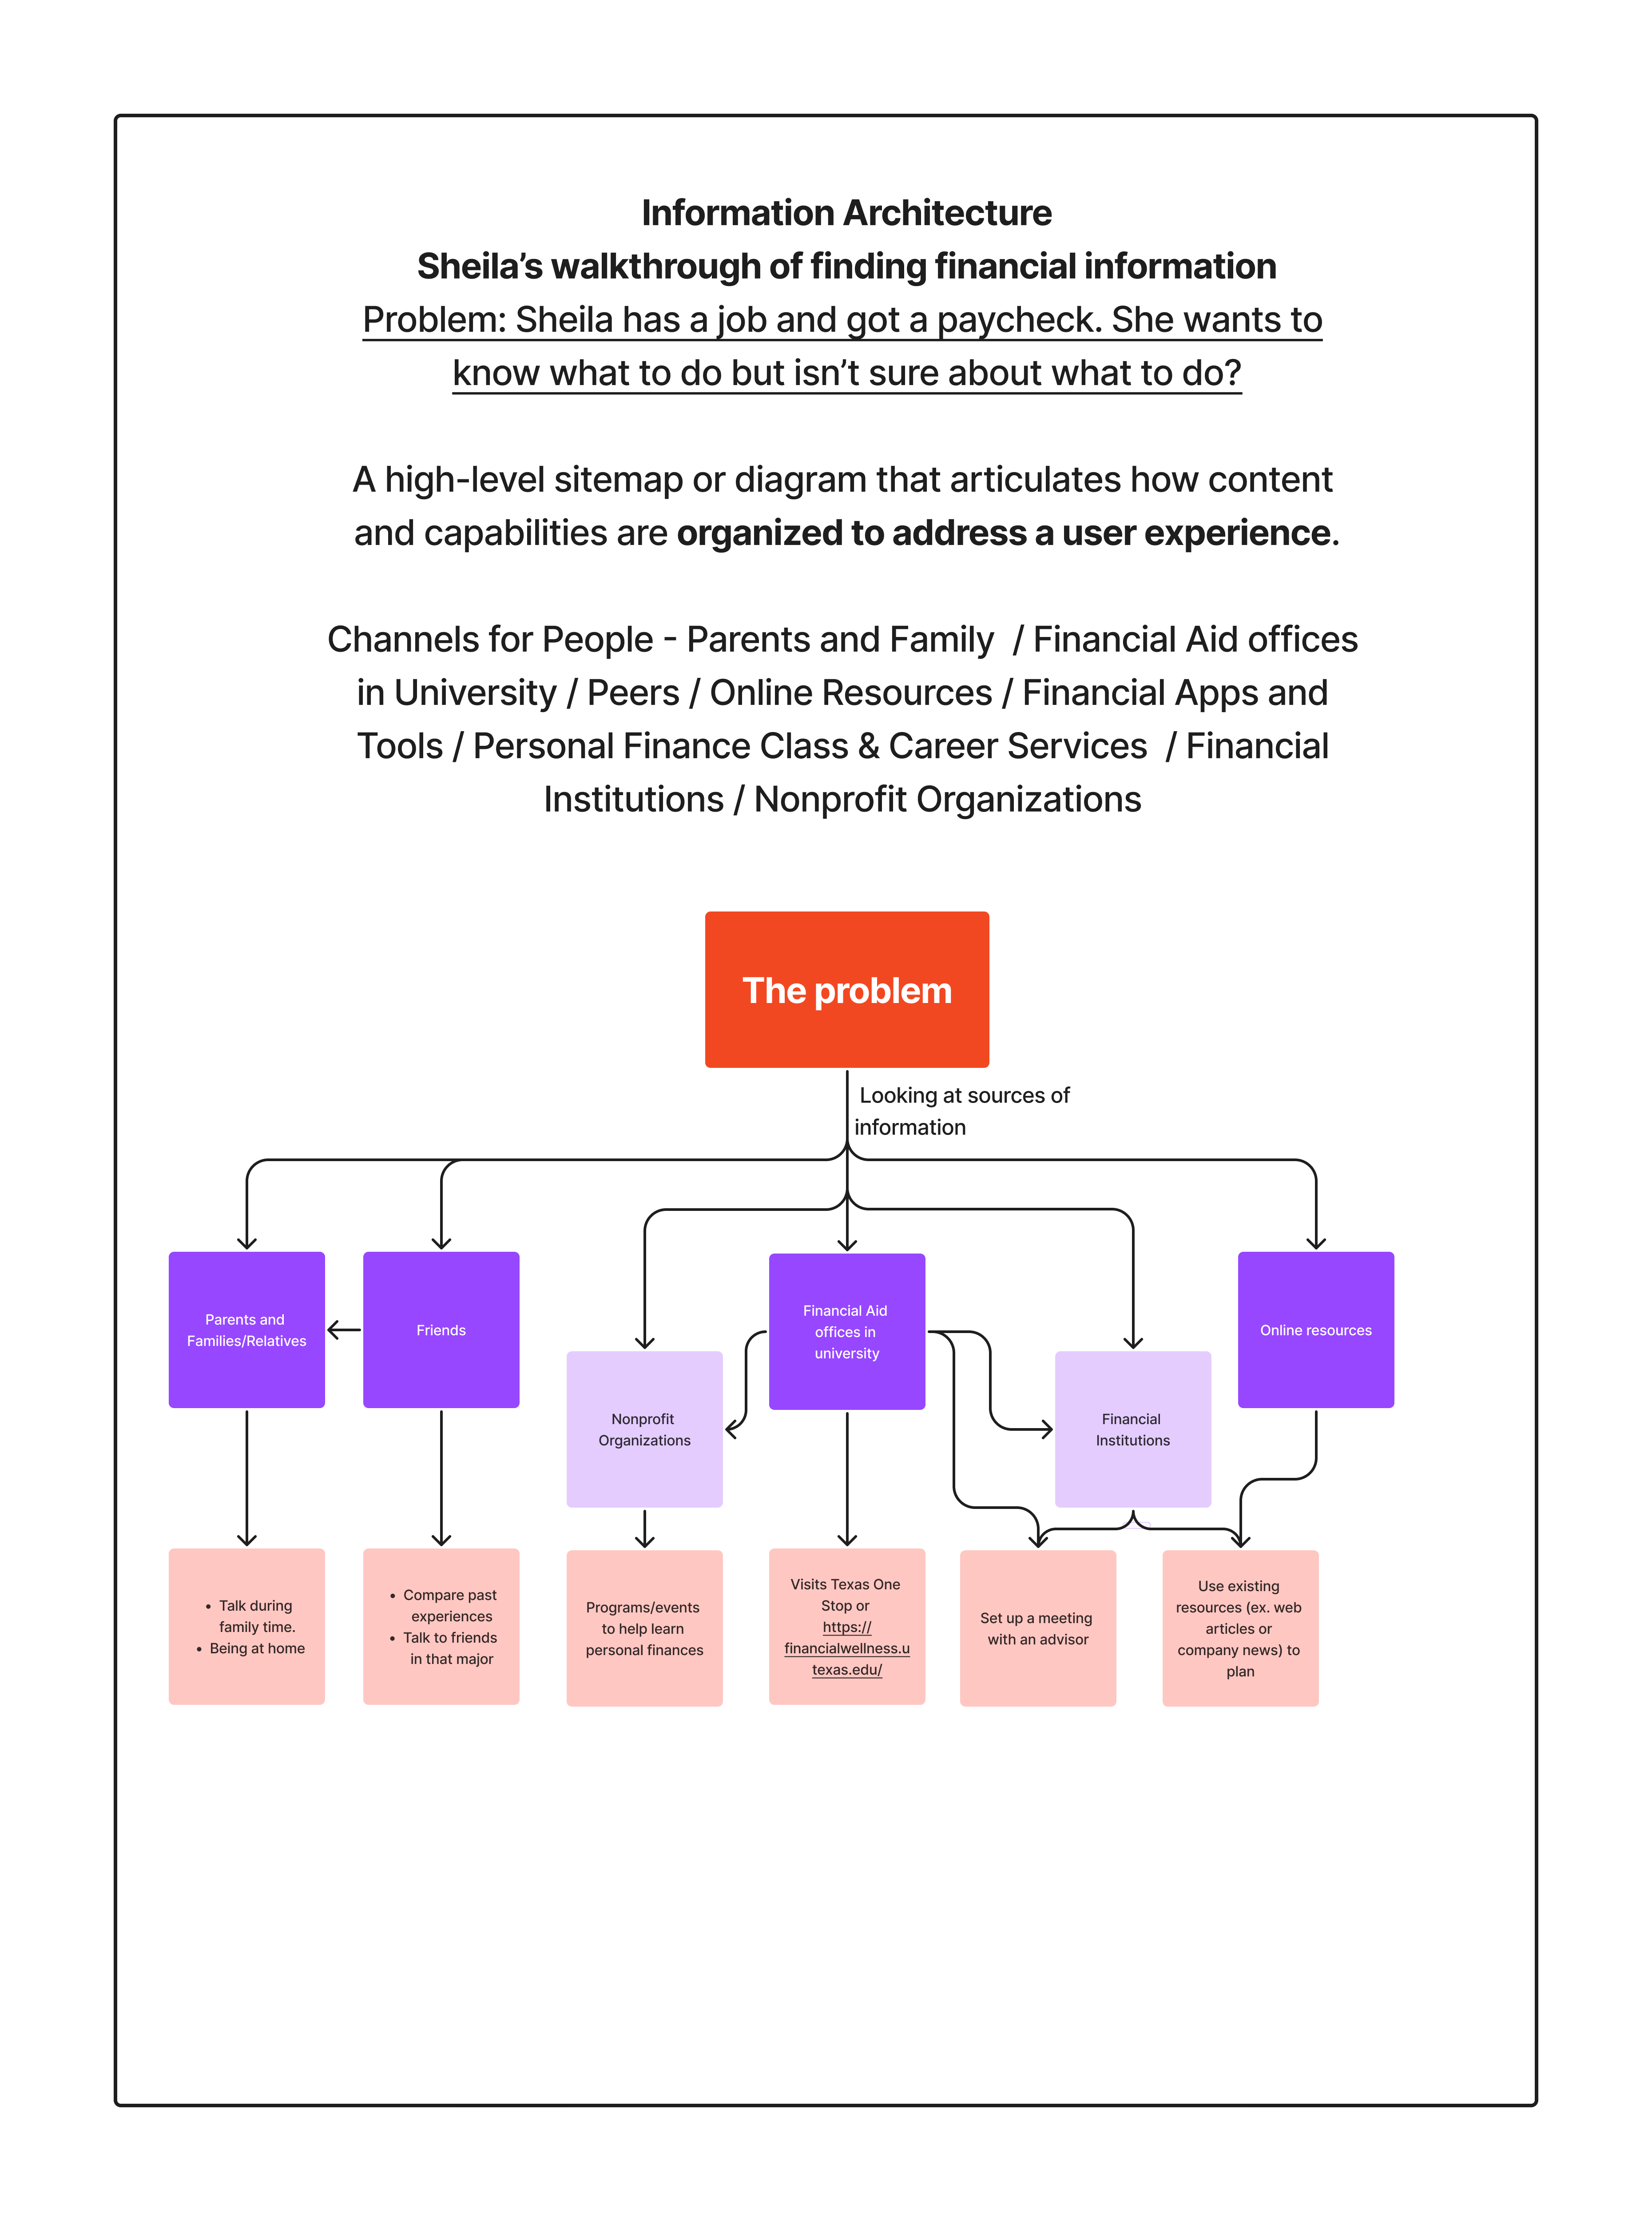 Information Architecture
Sheila’s walkthrough of finding financial information
Problem: Sheila has a job and got a paycheck. She wants to
know what to do but isn’t sure about what to do?
A high-level sitemap or diagram that articulates how content
and capabilities are organized to address a user experience.
Channels for People - Parents and Family / Financial Aid offices
in University / Peers / Online Resources / Financial Apps and
Tools / Personal Finance Class & Career Services / Financial
Institutions / Nonprofit Organizations
The problem
Looking at sources of
information
Parents and
Families/Relatives
Friends
Nonprofit
Organizations
Financial Aid
offices in
university
Financial
Institutions
Online resources
• Talk during
family time.
• Being at home
• Compare past
experiences
• Talk to friends
in that major
Programs/events
to help learn
personal finances
Visits Texas One
Stop or
https://
financialwellness.u
texas.edu/
Set up a meeting
with an advisor
Use existing
resources (ex. web
articles or
company news) to
plan